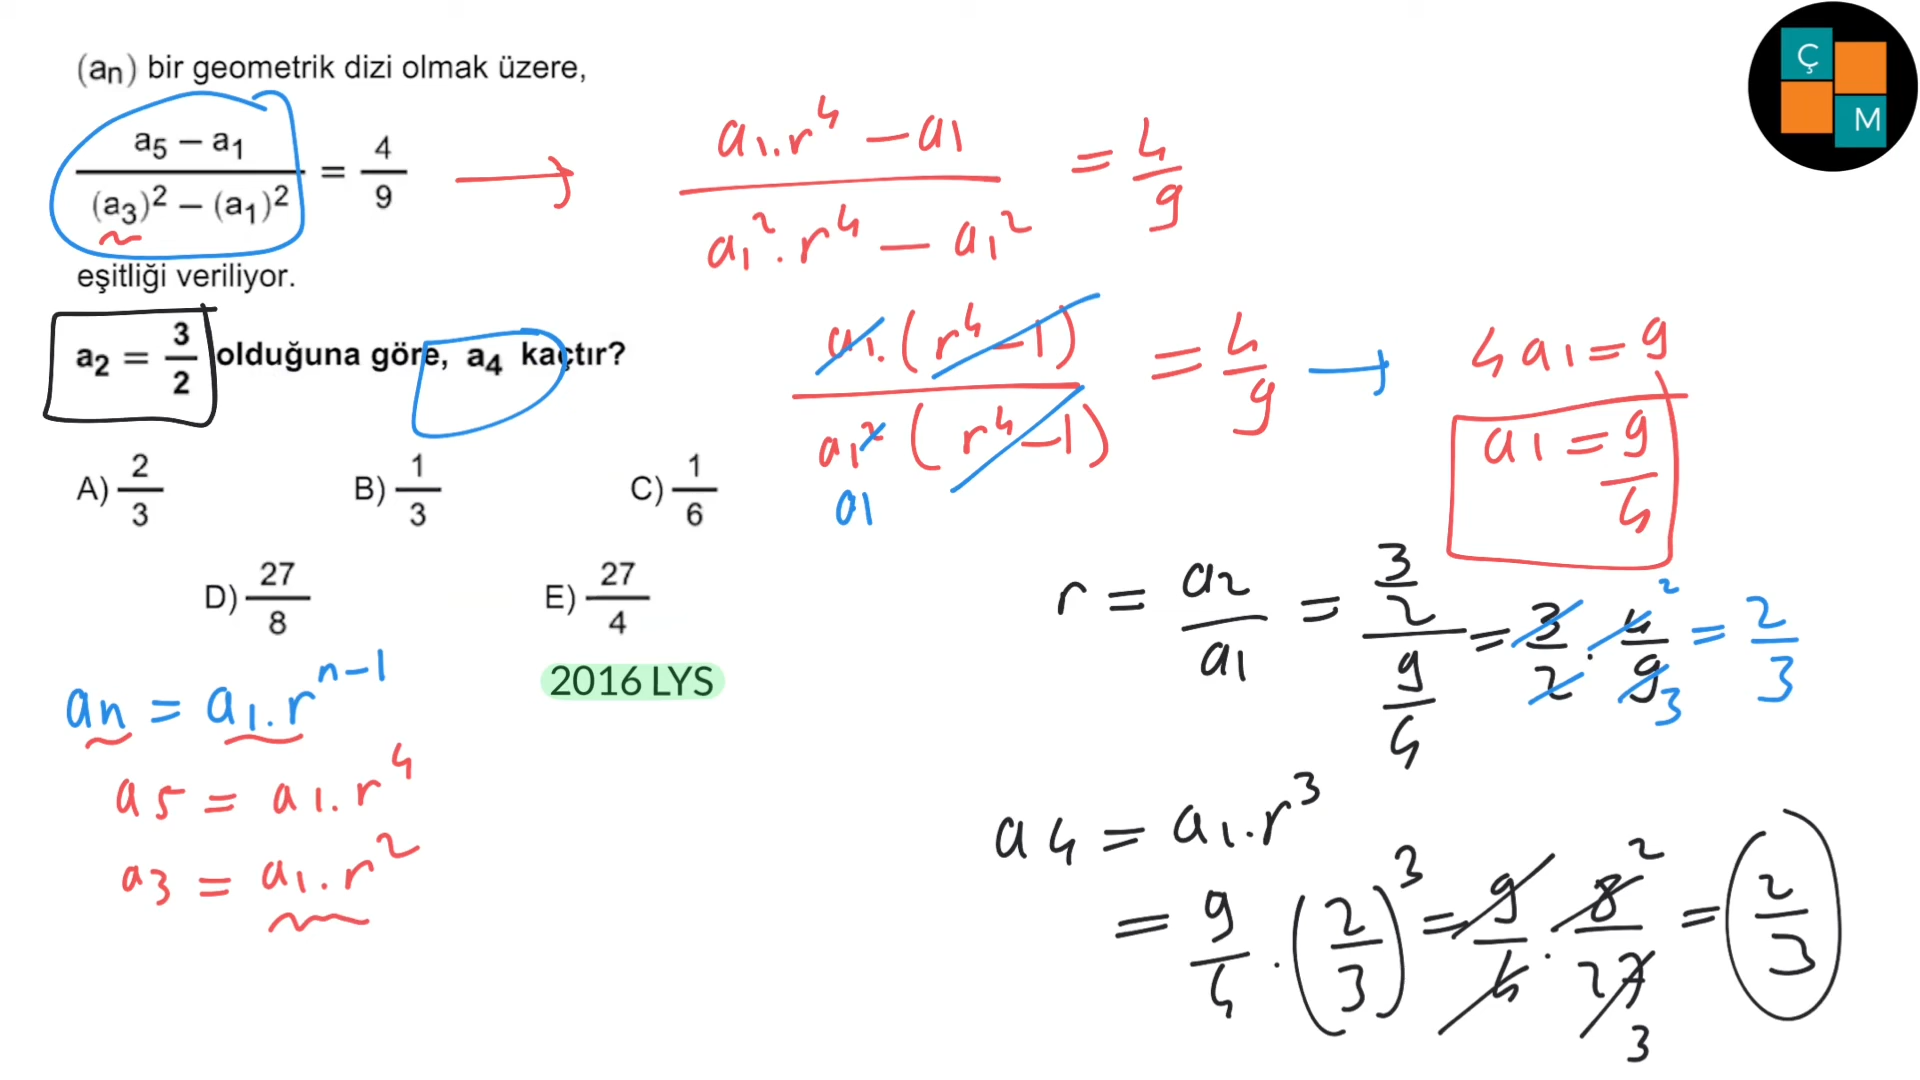 (an) bir geometrik dizi olmak üzere,
(a5 − a1) / ((a3)² − (a1)²) = 4/9
eşitliği veriliyor.
a2 = 3/2 olduğuna göre, a4 kaçtır?
A) 2/3 B) 1/3 C) 1/6
D) 27/8 E) 27/4
2016 LYS
an = a1.r^(n−1)
a5 = a1.r⁴
a3 = a1.r²
(a1.r⁴ − a1) / (a1².r⁴ − a1²) = 4/9
a1.(r⁴−1) / a1²(r⁴−1) = 4/9 → 4a1 = 9
a1
a1 = 9/4
r = a2/a1 = (3/2)/(9/4) = 3/2 . 4/9 = 2/3
2
3
a4 = a1.r³
= 9/4 . (2/3)³ = 9/4 . 8/27 = 2/3
2
3
Ç
M